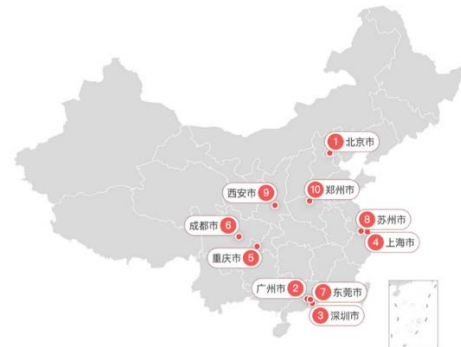 1 北京市
西安市 9
10 郑州市
8 苏州市
成都市 6
4 上海市
重庆市 5
广州市 2
7 东莞市
3 深圳市